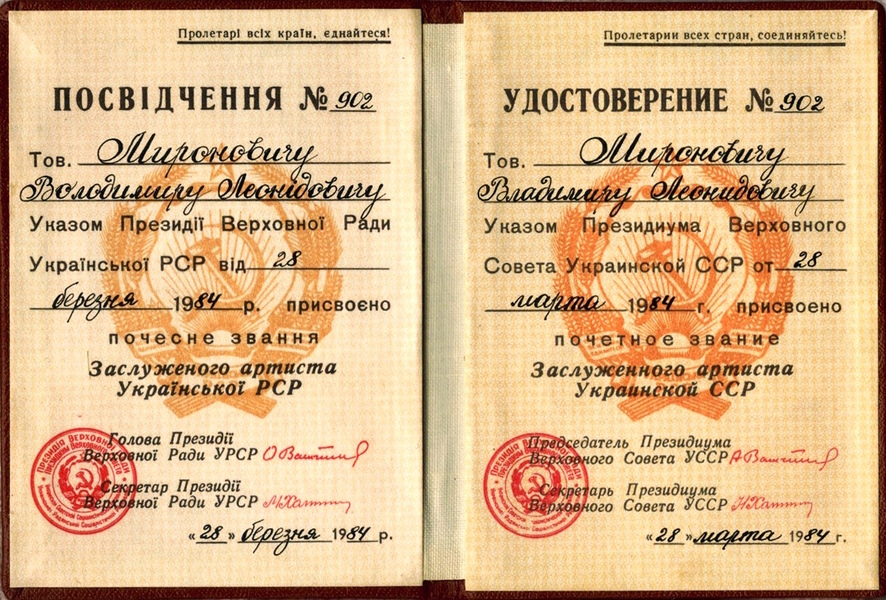 Пролетарі всіх країн, єднайтеся!
ПОСВІДЧЕННЯ № 902
Тов. Мироновичу
Володимиру Леонідовичу
Указом Президії Верховної Ради
Української РСР від 28
березня 1984 р. присвоєно
почесне звання
Заслуженого артиста
Української РСР
Голова Президії
Верховної Ради УРСР
Секретар Президії
Верховної Ради УРСР
«28» березня 1984 р.
Пролетарии всех стран, соединяйтесь!
УДОСТОВЕРЕНИЕ № 902
Тов. Мироновичу
Владимиру Леонидовичу
Указом Президиума Верховного
Совета Украинской ССР от 28
марта 1984 г. присвоено
почетное звание
Заслуженного артиста
Украинской ССР
Председатель Президиума
Верховного Совета УССР
Секретарь Президиума
Верховного Совета УССР
«28» марта 1984 г.